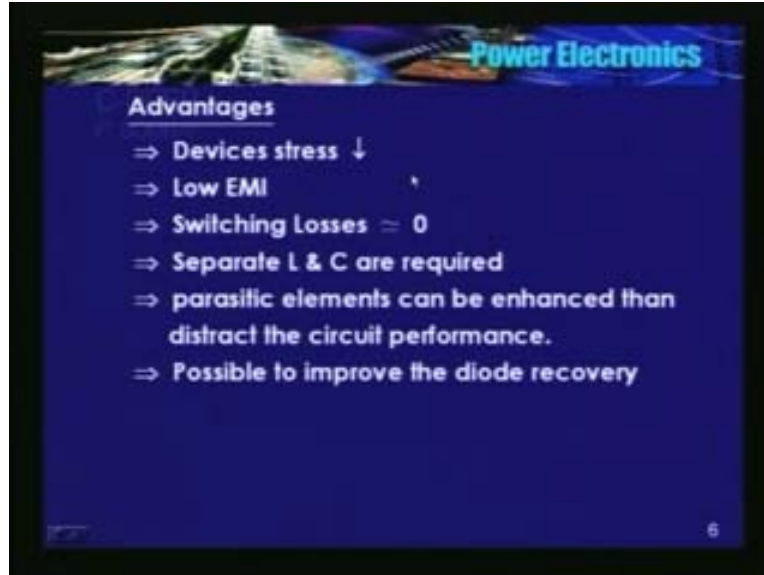 Power Electronics
Advantages
⇒ Devices stress ↓
⇒ Low EMI
⇒ Switching Losses ≃ 0
⇒ Separate L & C are required
⇒ parasitic elements can be enhanced than
distract the circuit performance.
⇒ Possible to improve the diode recovery
6